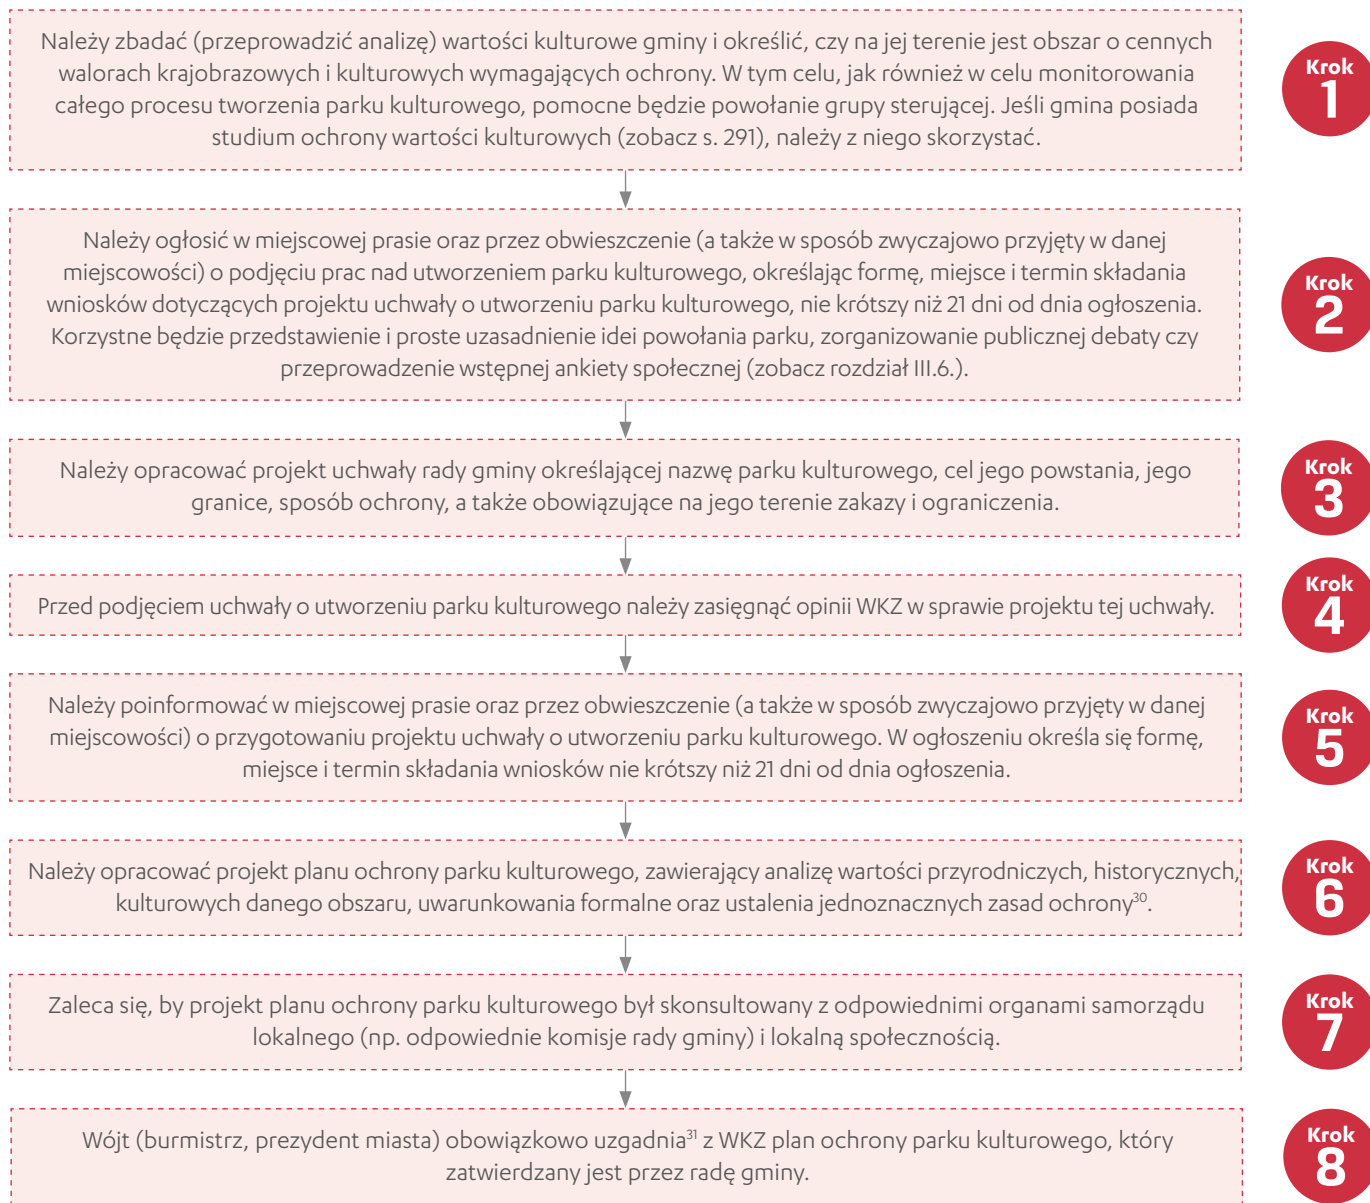 Należy zbadać (przeprowadzić analizę) wartości kulturowe gminy i określić, czy na jej terenie jest obszar o cennych
walorach krajobrazowych i kulturowych wymagających ochrony. W tym celu, jak również w celu monitorowania
całego procesu tworzenia parku kulturowego, pomocne będzie powołanie grupy sterującej. Jeśli gmina posiada
studium ochrony wartości kulturowych (zobacz s. 291), należy z niego skorzystać.
Krok
1
Należy ogłosić w miejscowej prasie oraz przez obwieszczenie (a także w sposób zwyczajowo przyjęty w danej
miejscowości) o podjęciu prac nad utworzeniem parku kulturowego, określając formę, miejsce i termin składania
wniosków dotyczących projektu uchwały o utworzeniu parku kulturowego, nie krótszy niż 21 dni od dnia ogłoszenia.
Korzystne będzie przedstawienie i proste uzasadnienie idei powołania parku, zorganizowanie publicznej debaty czy
przeprowadzenie wstępnej ankiety społecznej (zobacz rozdział III.6.).
Krok
2
Należy opracować projekt uchwały rady gminy określającej nazwę parku kulturowego, cel jego powstania, jego
granice, sposób ochrony, a także obowiązujące na jego terenie zakazy i ograniczenia.
Krok
3
Przed podjęciem uchwały o utworzeniu parku kulturowego należy zasięgnąć opinii WKZ w sprawie projektu tej uchwały.
Krok
4
Należy poinformować w miejscowej prasie oraz przez obwieszczenie (a także w sposób zwyczajowo przyjęty w danej
miejscowości) o przygotowaniu projektu uchwały o utworzeniu parku kulturowego. W ogłoszeniu określa się formę,
miejsce i termin składania wniosków nie krótszy niż 21 dni od dnia ogłoszenia.
Krok
5
Należy opracować projekt planu ochrony parku kulturowego, zawierający analizę wartości przyrodniczych, historycznych,
kulturowych danego obszaru, uwarunkowania formalne oraz ustalenia jednoznacznych zasad ochrony³⁰.
Krok
6
Zaleca się, by projekt planu ochrony parku kulturowego był skonsultowany z odpowiednimi organami samorządu
lokalnego (np. odpowiednie komisje rady gminy) i lokalną społecznością.
Krok
7
Wójt (burmistrz, prezydent miasta) obowiązkowo uzgadnia³¹ z WKZ plan ochrony parku kulturowego, który
zatwierdzany jest przez radę gminy.
Krok
8